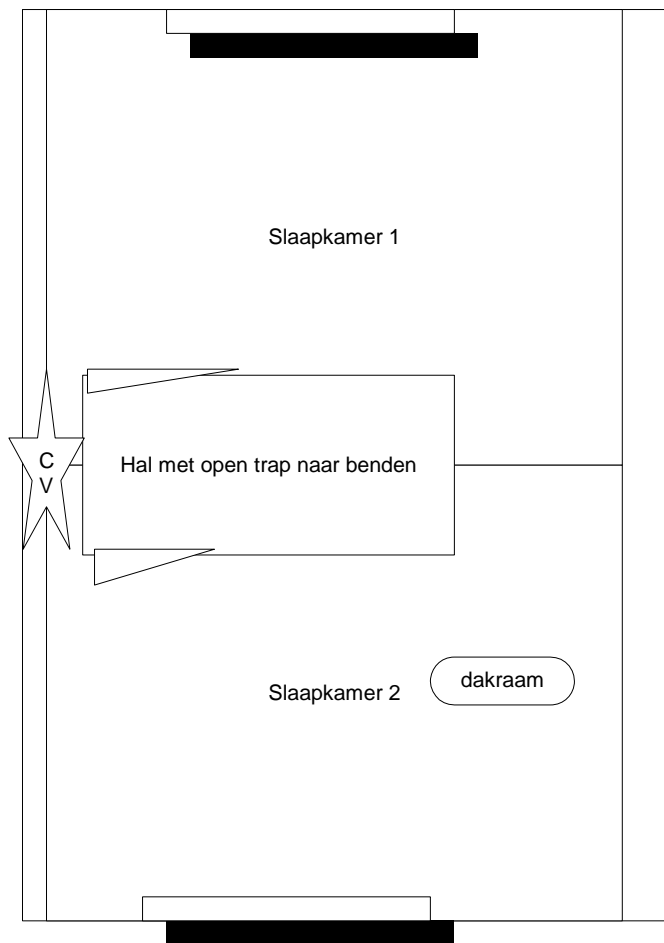 Slaapkamer 1
C
V
Hal met open trap naar benden
dakraam
Slaapkamer 2